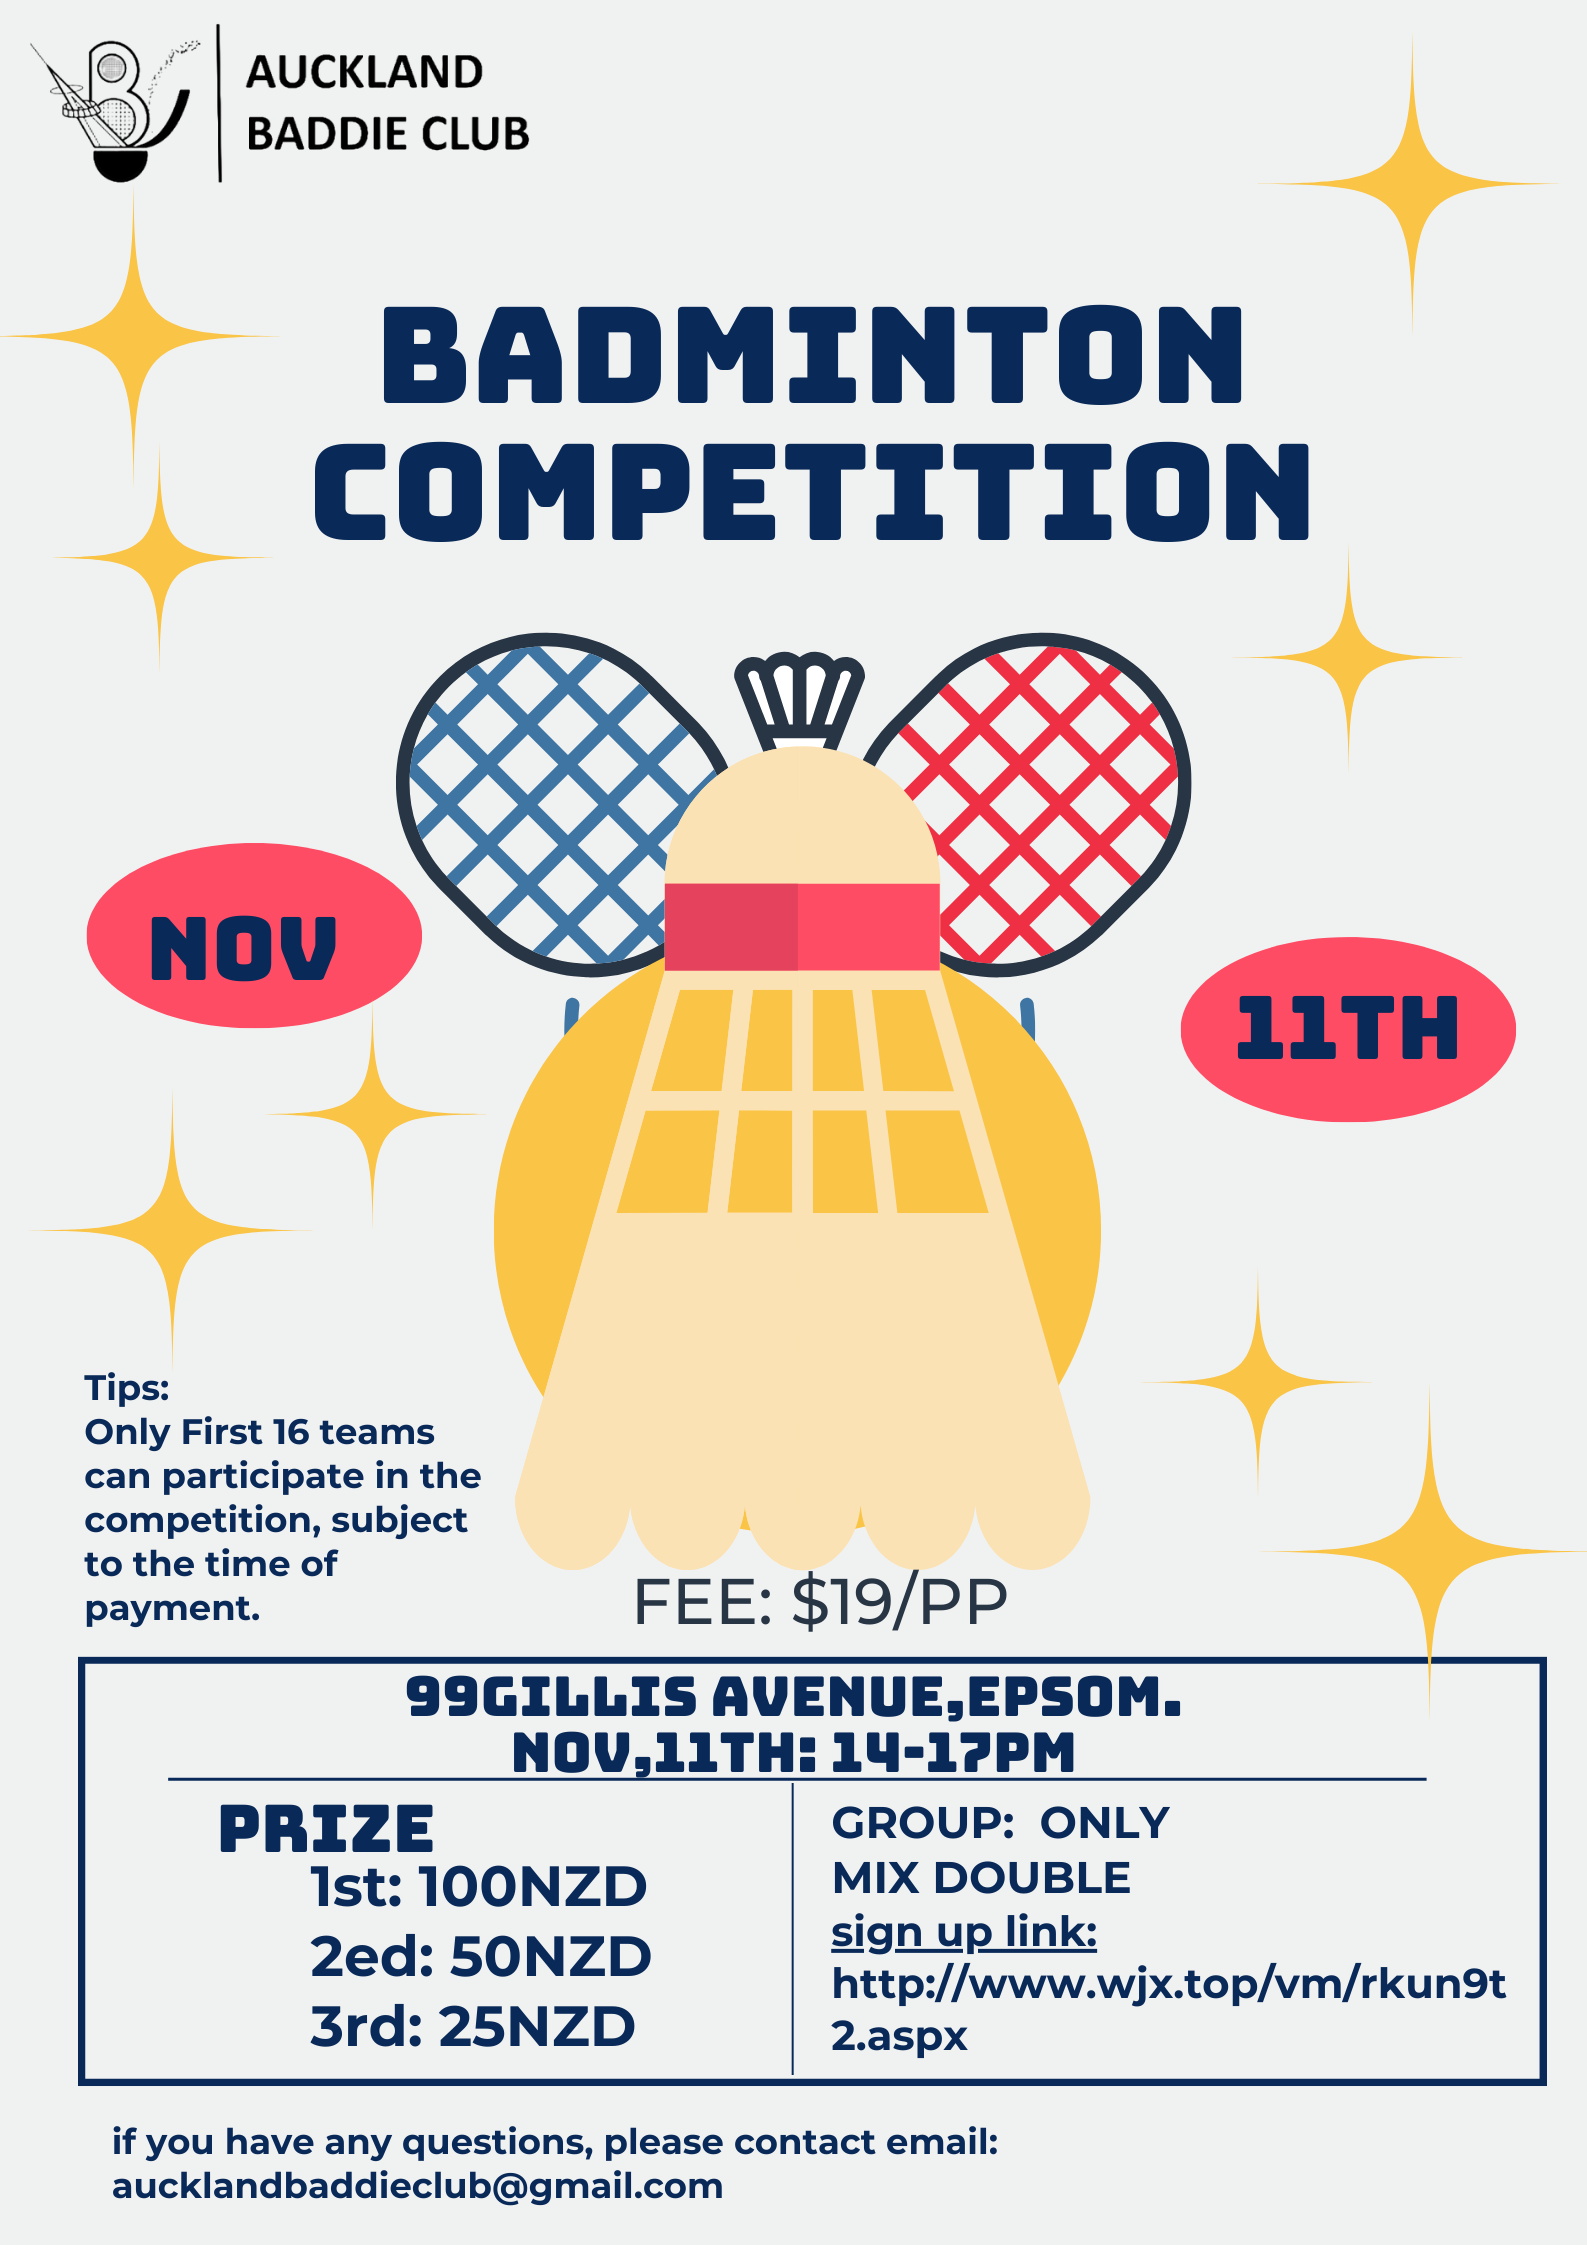 AUCKLAND
BADDIE CLUB
BADMINTON
COMPETITION
NOV
11TH
Tips:
Only First 16 teams
can participate in the
competition, subject
to the time of
payment.
FEE: $19/PP
99GILLIS AVENUE,EPSOM.
NOV,11TH: 14-17PM
PRIZE
1st: 100NZD
2ed: 50NZD
3rd: 25NZD
GROUP:  ONLY
MIX DOUBLE
sign up link:
http://www.wjx.top/vm/rkun9t
2.aspx
if you have any questions, please contact email:
aucklandbaddieclub@gmail.com